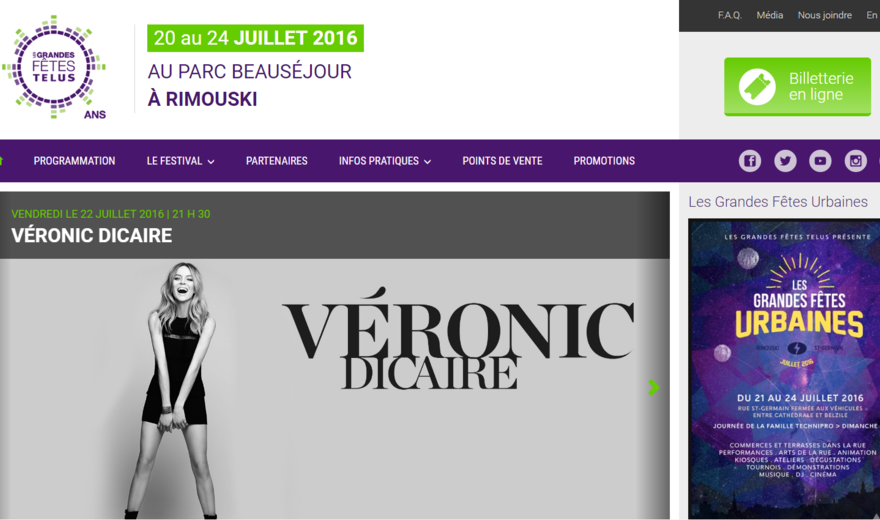 LES GRANDES
FÊTES
TELUS
ANS
20 au 24 JUILLET 2016
AU PARC BEAUSÉJOUR
À RIMOUSKI
F.A.Q. Média Nous joindre En
Billetterie
en ligne
PROGRAMMATION LE FESTIVAL PARTENAIRES INFOS PRATIQUES POINTS DE VENTE PROMOTIONS
VENDREDI LE 22 JUILLET 2016 | 21 H 30
VÉRONIC DICAIRE
VÉRONIC
DICAIRE
Les Grandes Fêtes Urbaines
LES GRANDES FÊTES TELUS PRÉSENTE
LES
GRANDES FÊTES
URBAINES
RIMOUSKI ST-GERMAIN
JUILLET 2016
DU 21 AU 24 JUILLET 2016
RUE ST-GERMAIN FERMÉE AUX VÉHICULES
ENTRE CATHÉDRALE ET BELZILE
JOURNÉE DE LA FAMILLE TECHNIPRO > DIMANCHE
COMMERCES ET TERRASSES DANS LA RUE
PERFORMANCES . ARTS DE LA RUE . ANIMATION
KIOSQUES . ATELIERS . DÉGUSTATIONS
TOURNOIS . DÉMONSTRATIONS
MUSIQUE . DJ . CINÉMA